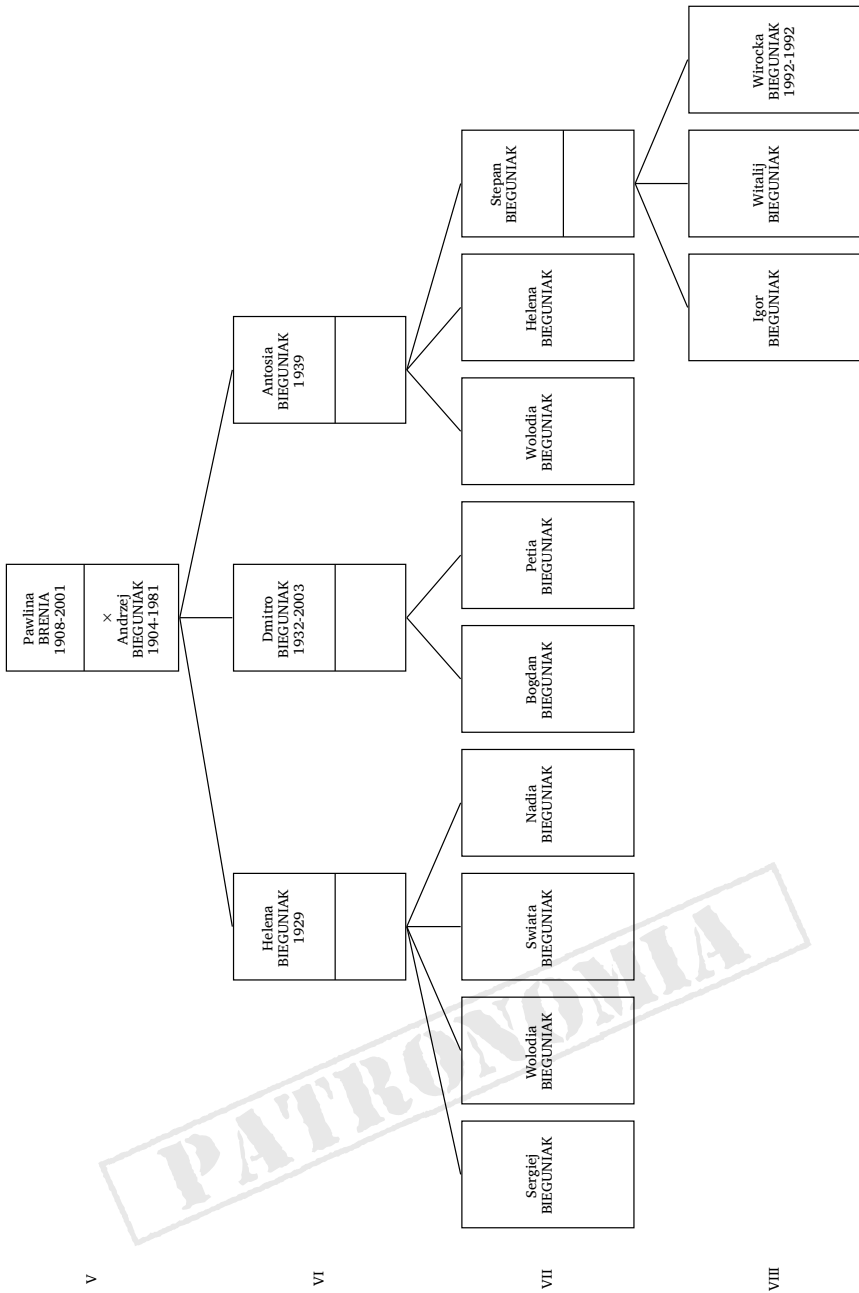 V
Pawlina
BRENIA
1908-2001
×
Andrzej
BIEGUNIAK
1904-1981
VI
Helena
BIEGUNIAK
1929
Dmitro
BIEGUNIAK
1932-2003
Antosia
BIEGUNIAK
1939
VII
Sergiej
BIEGUNIAK
Wolodia
BIEGUNIAK
Swiata
BIEGUNIAK
Nadia
BIEGUNIAK
Bogdan
BIEGUNIAK
Petia
BIEGUNIAK
Wolodia
BIEGUNIAK
Helena
BIEGUNIAK
Stepan
BIEGUNIAK
VIII
Igor
BIEGUNIAK
Witalij
BIEGUNIAK
Wirocka
BIEGUNIAK
1992-1992
PATRONOMIA